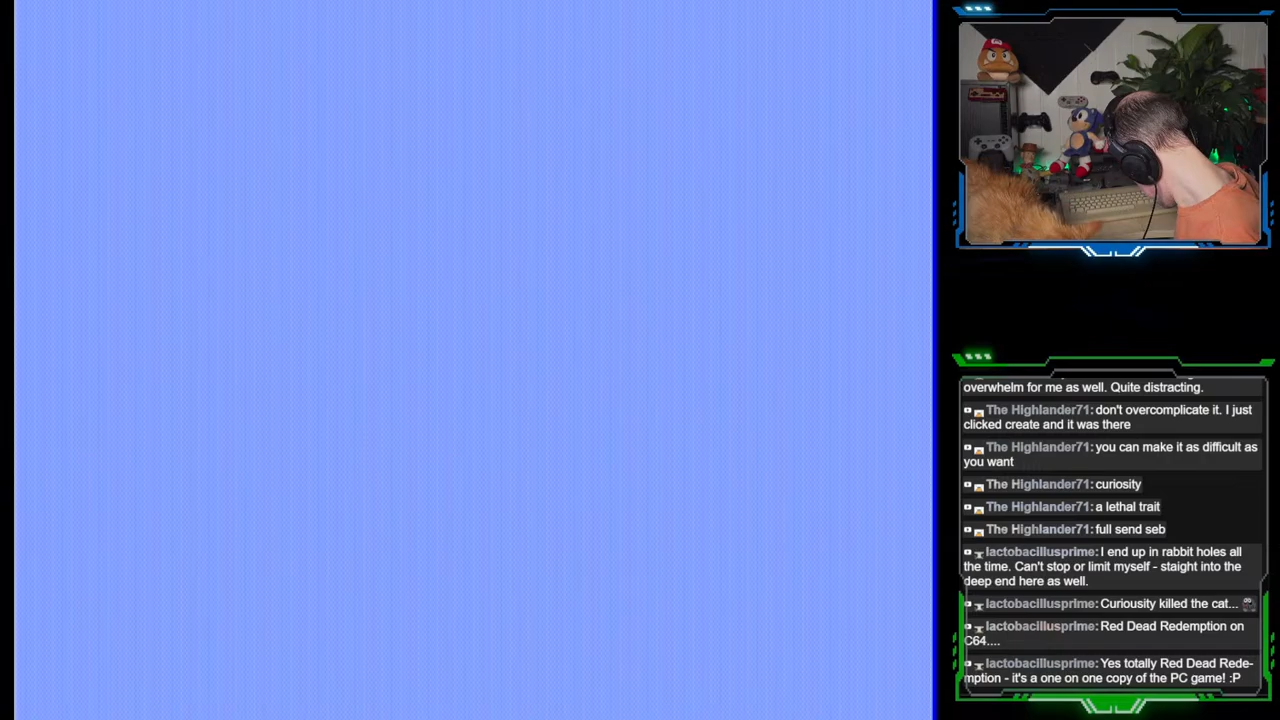 overwhelm for me as well. Quite distracting.
The Highlander71: don't overcomplicate it. I just
clicked create and it was there
The Highlander71: you can make it as difficult as
you want
The Highlander71: curiosity
The Highlander71: a lethal trait
The Highlander71: full send seb
lactobacillusprime: I end up in rabbit holes all
the time. Can't stop or limit myself - staight into the
deep end here as well.
lactobacillusprime: Curiousity killed the cat...
lactobacillusprime: Red Dead Redemption on
C64....
lactobacillusprime: Yes totally Red Dead Rede-
mption - it's a one on one copy of the PC game! :P